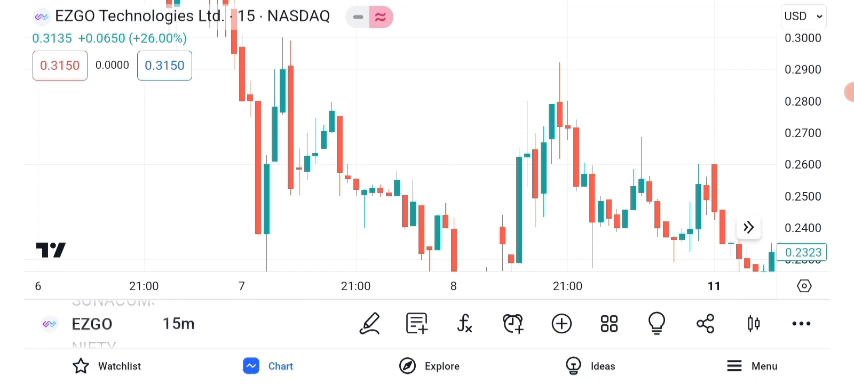 EZGO Technologies Ltd. · 15 · NASDAQ
USD
0.3135 +0.0650 (+26.00%)
0.3150 0.0000 0.3150
0.3000
0.2900
0.2800
0.2700
0.2600
0.2500
0.2400
0.2323
6 21:00 7 21:00 8 21:00 11
EZGO 15m
NIFTY
Watchlist Chart Explore Ideas Menu